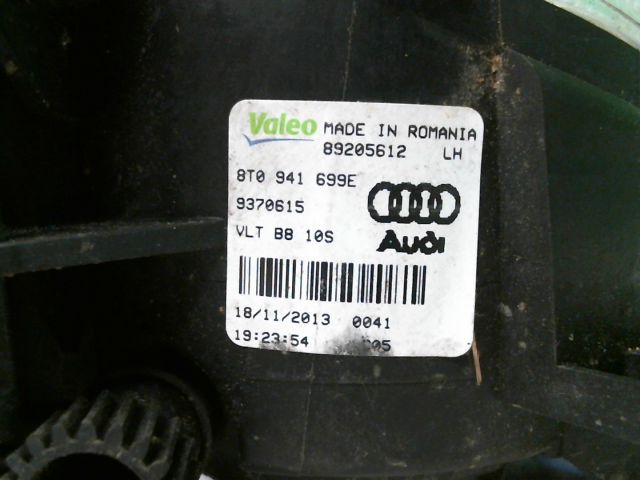 Valeo MADE IN ROMANIA
89205612 LH
8T0 941 699E
9370615
VLT B8 10S
Audi
18/11/2013 0041
19:23:54